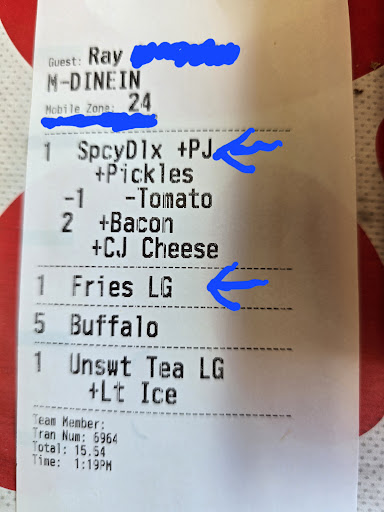 Guest: Ray
M-DINEIN
Mobile Zone: 24
1 SpcyDlx +PJ
+Pickles
-1 -Tomato
2 +Bacon
+CJ Cheese
1 Fries LG
5 Buffalo
1 Unswt Tea LG
+Lt Ice
Team Member:
Tran Num: 6964
Total: 15.54
Time: 1:19PM